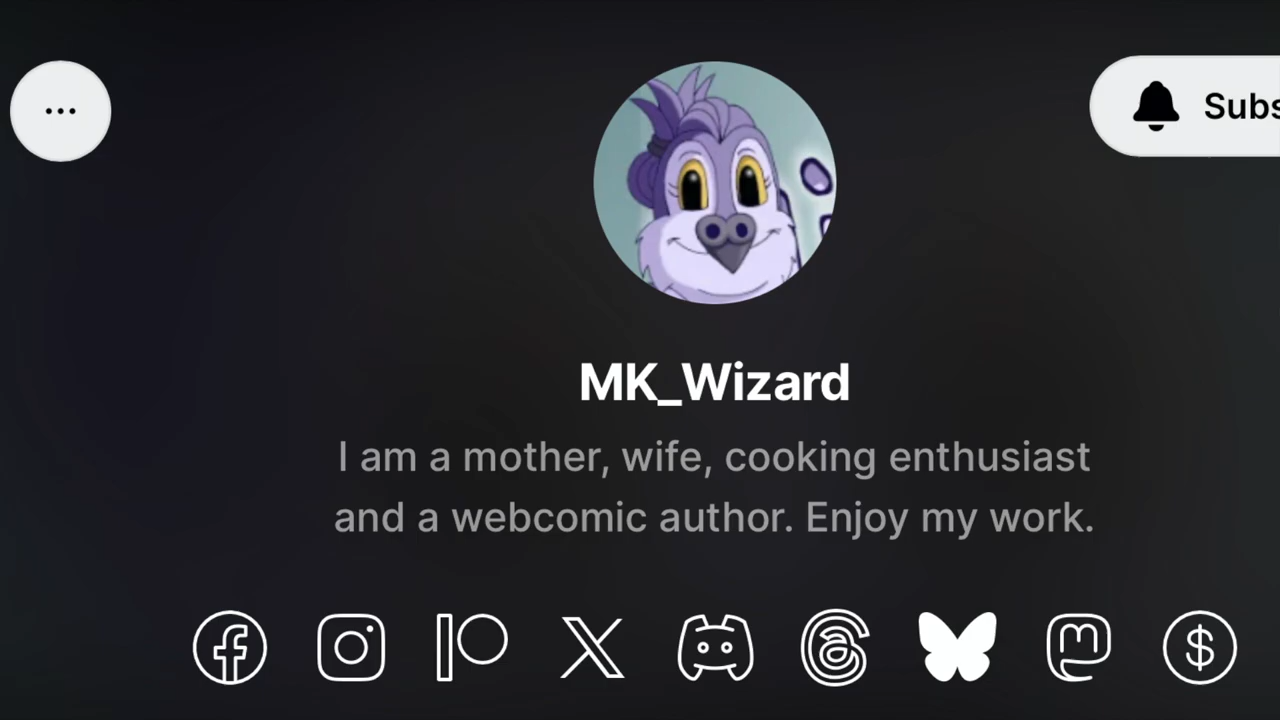 Subs
MK_Wizard
I am a mother, wife, cooking enthusiast
and a webcomic author. Enjoy my work.